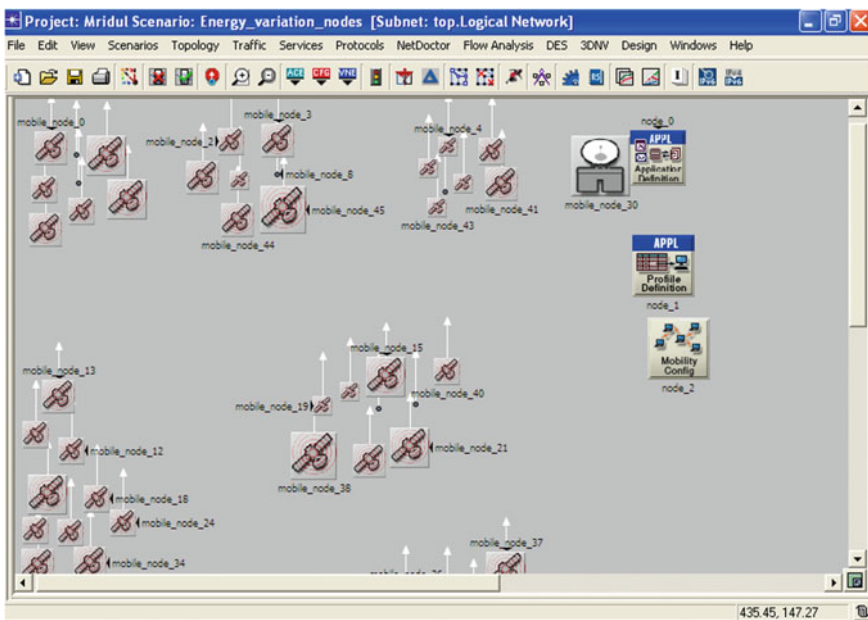 Project: Mridul Scenario: Energy_variation_nodes [Subnet: top.Logical Network]
File Edit View Scenarios Topology Traffic Services Protocols NetDoctor Flow Analysis DES 3DNV Design Windows Help
ACE CFG VNE
mobile_node_0
mobile_node_2
mobile_node_3
mobile_node_8
mobile_node_45
mobile_node_44
mobile_node_4
mobile_node_41
mobile_node_43
mobile_node_30
node_0
APPL
Application
Definition
APPL
Profile
Definition
node_1
Mobility
Config
node_2
mobile_node_13
mobile_node_12
mobile_node_18
mobile_node_24
mobile_node_34
mobile_node_15
mobile_node_40
mobile_node_19
mobile_node_21
mobile_node_38
mobile_node_37
435.45, 147.27